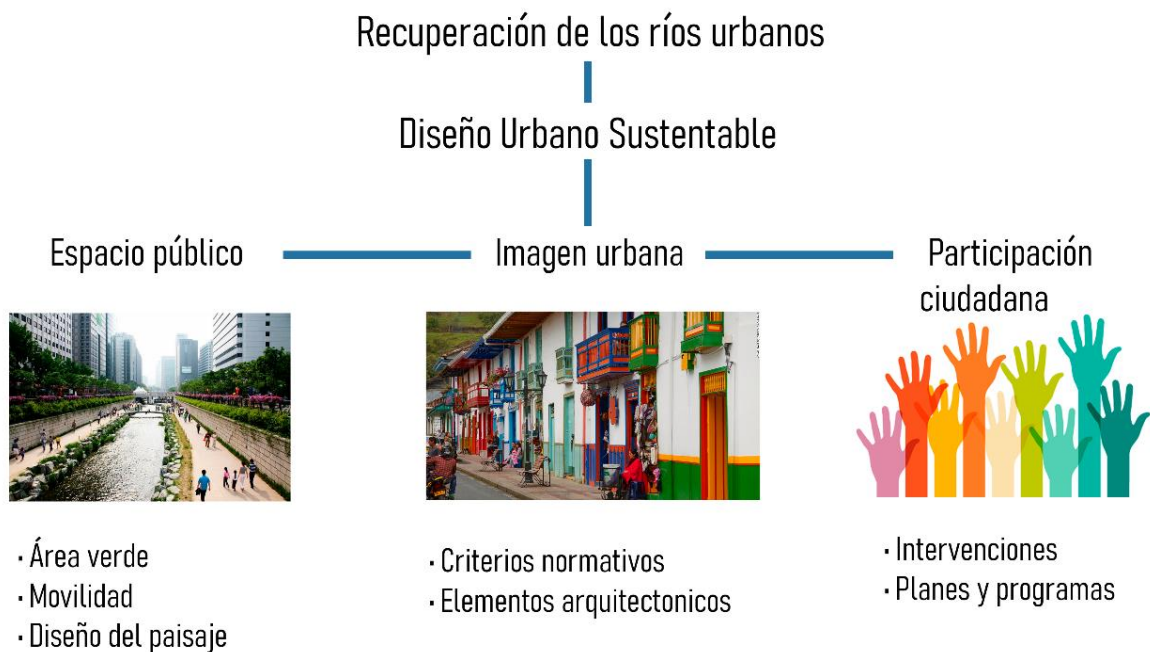 Recuperación de los ríos urbanos
Diseño Urbano Sustentable
Espacio público
Imagen urbana
Participación
ciudadana
· Área verde
· Movilidad
· Diseño del paisaje
· Criterios normativos
· Elementos arquitectonicos
· Intervenciones
· Planes y programas